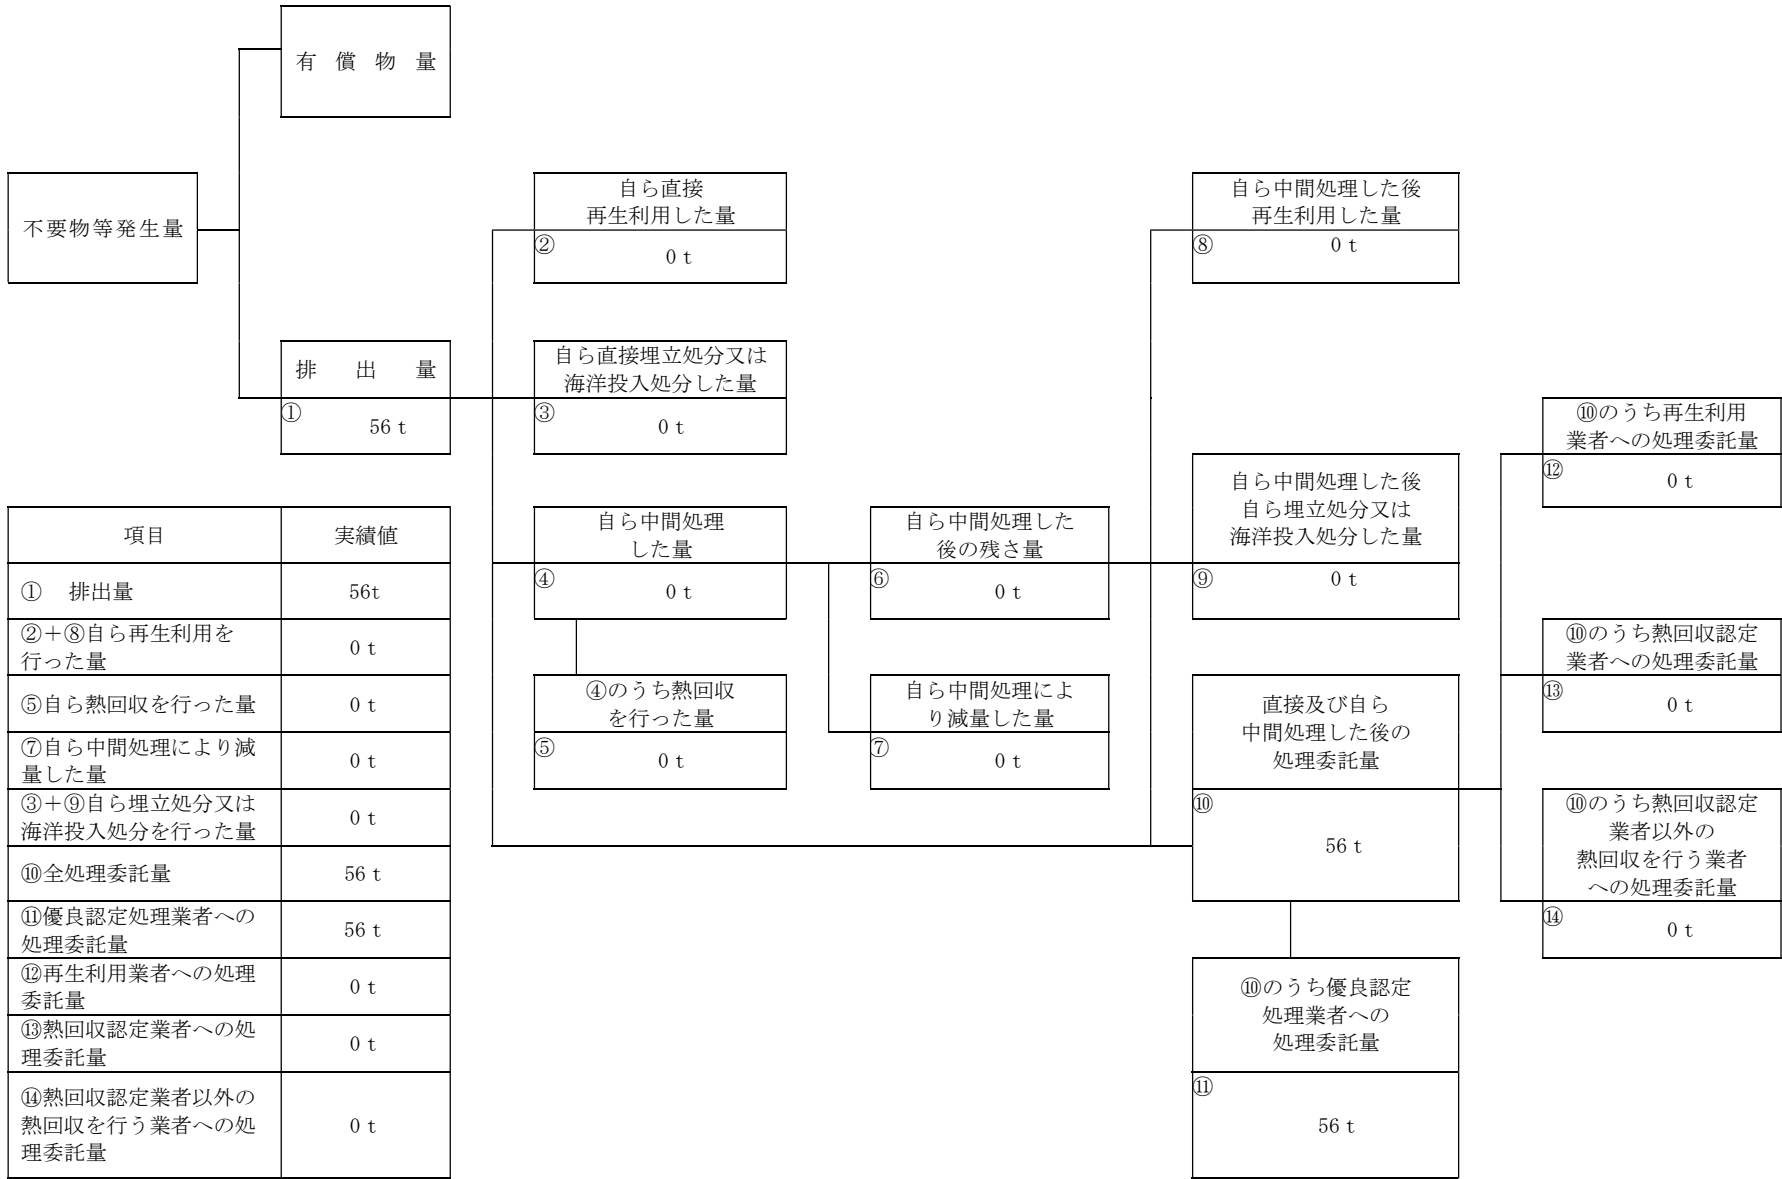 有償物量
不要物等発生量
自ら直接
再生利用した量
②
0 t
自ら中間処理した後
再生利用した量
⑧
0 t
排出量
①
56 t
自ら直接埋立処分又は
海洋投入処分した量
③
0 t
⑩のうち再生利用
業者への処理委託量
⑫
0 t
自ら中間処理
した量
④
0 t
自ら中間処理した
後の残さ量
⑥
0 t
自ら中間処理した後
自ら埋立処分又は
海洋投入処分した量
⑨
0 t
⑩のうち熱回収認定
業者への処理委託量
⑬
0 t
④のうち熱回収
を行った量
⑤
0 t
自ら中間処理によ
り減量した量
⑦
0 t
直接及び自ら
中間処理した後の
処理委託量
⑩
56 t
⑩のうち熱回収認定
業者以外の
熱回収を行う業者
への処理委託量
⑭
0 t
⑩のうち優良認定
処理業者への
処理委託量
⑪
56 t
項目 実績値
① 排出量 56t
②＋⑧自ら再生利用を
行った量 0 t
⑤自ら熱回収を行った量 0 t
⑦自ら中間処理により減
量した量 0 t
③＋⑨自ら埋立処分又は
海洋投入処分を行った量 0 t
⑩全処理委託量 56 t
⑪優良認定処理業者への
処理委託量 56 t
⑫再生利用業者への処理
委託量 0 t
⑬熱回収認定業者への処
理委託量 0 t
⑭熱回収認定業者以外の
熱回収を行う業者への処
理委託量 0 t